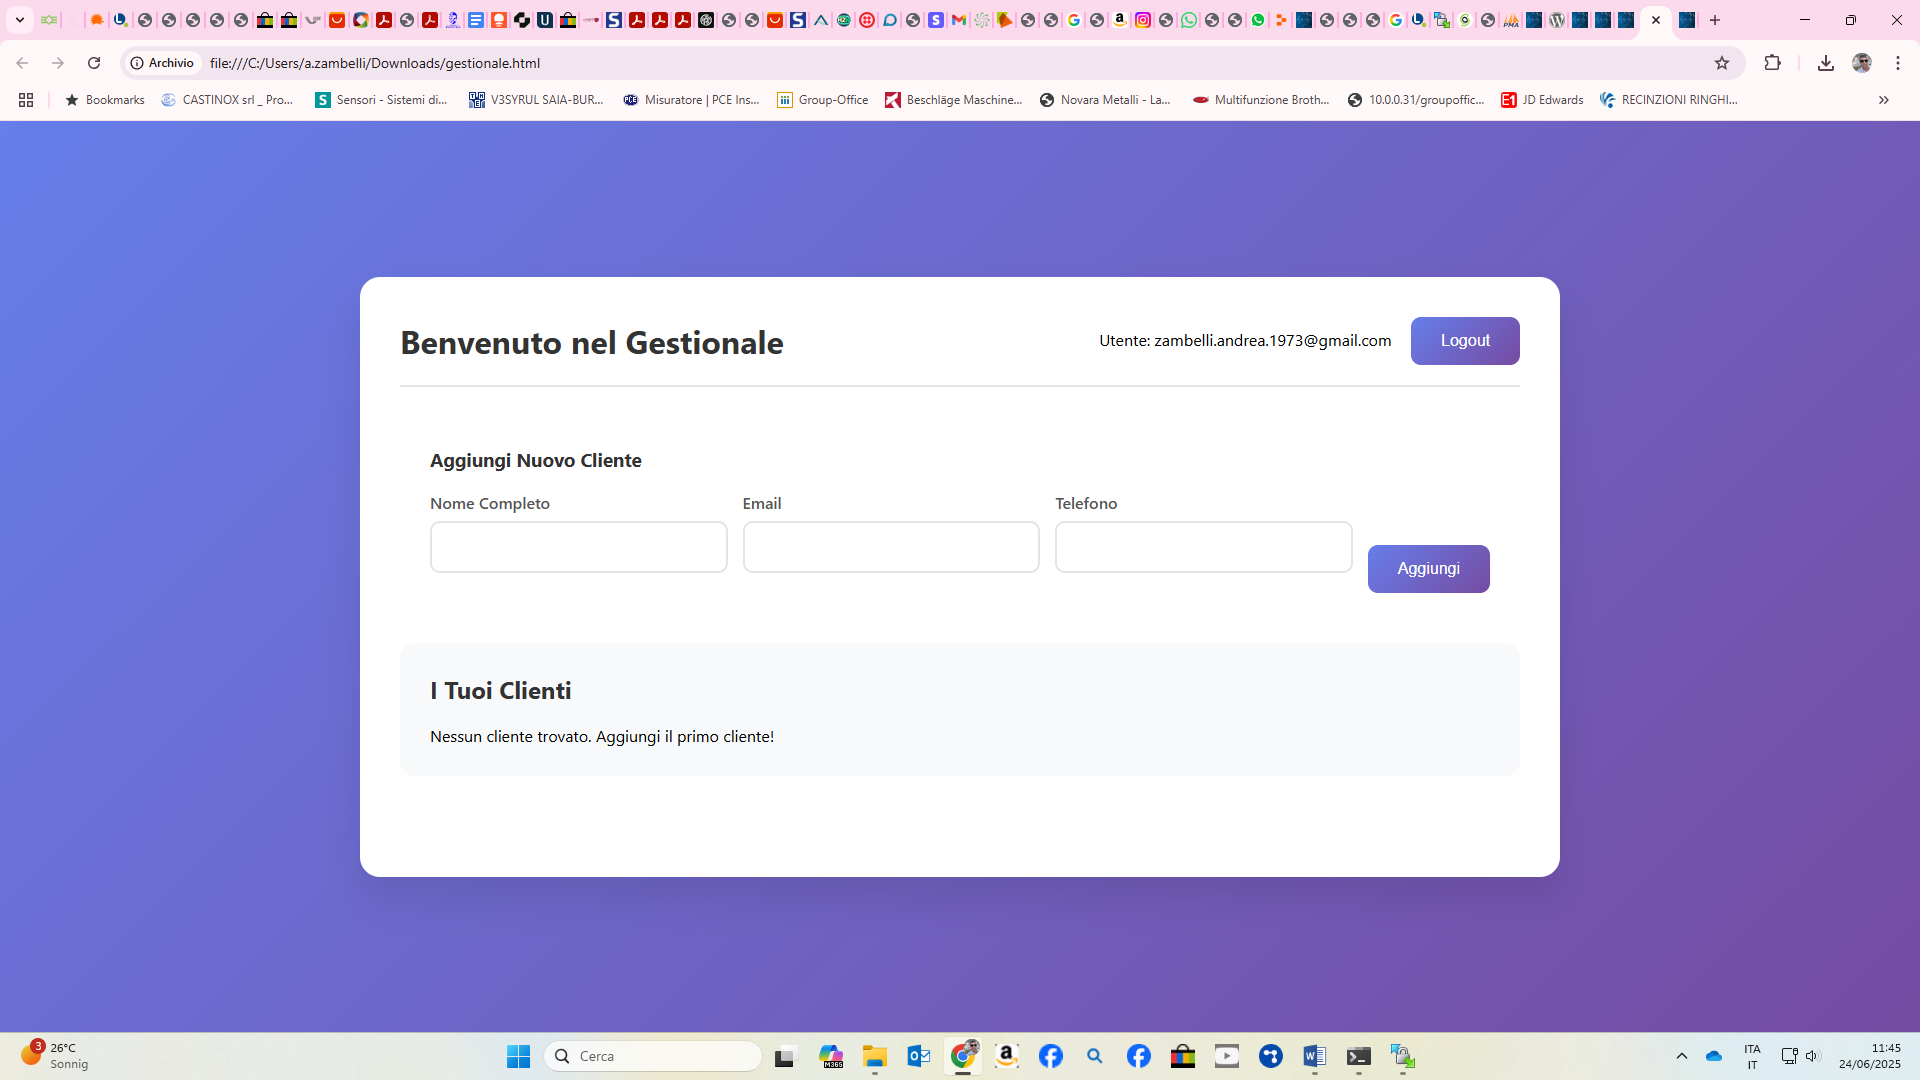 Archivio
file:///C:/Users/a.zambelli/Downloads/gestionale.html
Bookmarks
CASTINOX srl _ Pro...
Sensori - Sistemi di...
V3SYRUL SAIA-BUR...
Misuratore | PCE Ins...
Group-Office
Beschläge Maschine...
Novara Metalli - La...
Multifunzione Broth...
10.0.0.31/groupoffic...
JD Edwards
RECINZIONI RINGHI...
Benvenuto nel Gestionale
Utente: zambelli.andrea.1973@gmail.com
Logout
Aggiungi Nuovo Cliente
Nome Completo
Email
Telefono
Aggiungi
I Tuoi Clienti
Nessun cliente trovato. Aggiungi il primo cliente!
3
26°C
Sonnig
Cerca
ITA
IT
11:45
24/06/2025